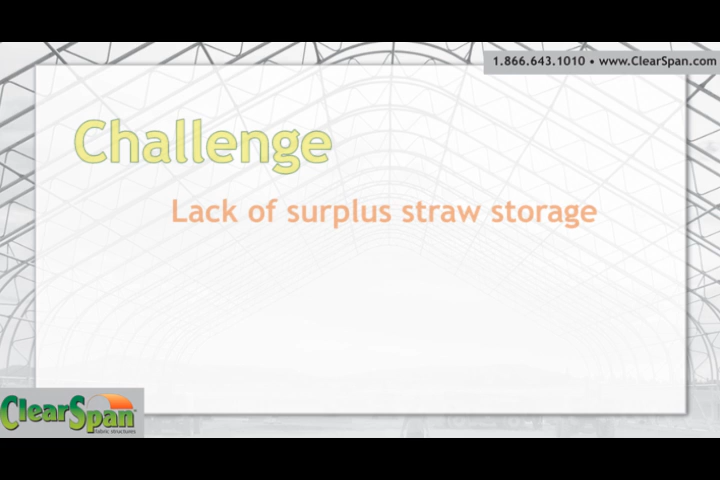 1.866.643.1010 • www.ClearSpan.com
Challenge
Lack of surplus straw storage
ClearSpan
fabric structures